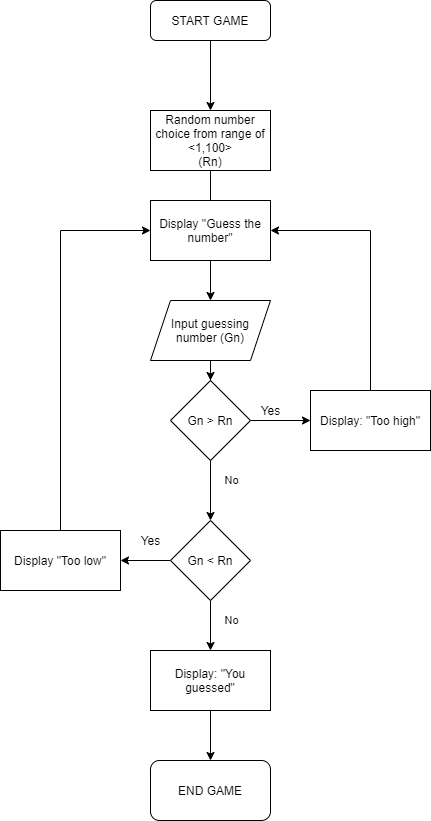 START GAME
Random number
choice from range of
<1,100>
(Rn)
Display "Guess the
number"
Input guessing
number (Gn)
Gn > Rn
Yes
Display: "Too high"
No
Yes
Gn < Rn
Display "Too low"
No
Display: "You
guessed"
END GAME